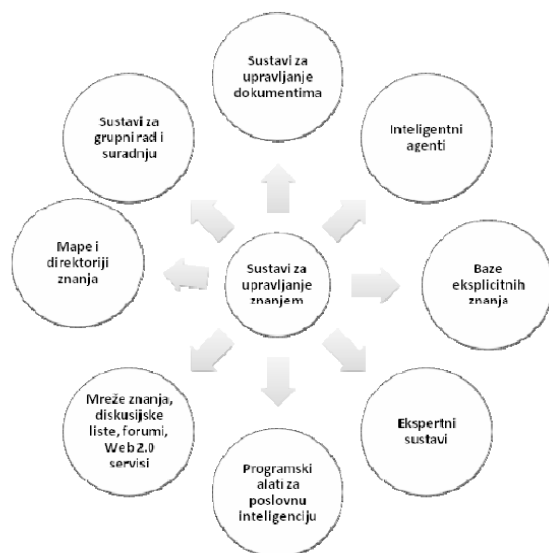 Sustavi za
upravljanje
dokumentima
Inteligentni
agenti
Baze
eksplicitnih
znanja
Ekspertni
sustavi
Programski
alati za
poslovnu
inteligenciju
Mreže znanja,
diskusijske
liste, forumi,
Web 2.0
servisi
Mape i
direktoriji
znanja
Sustavi za
grupni rad i
suradnju
Sustavi za
upravljanje
znanjem